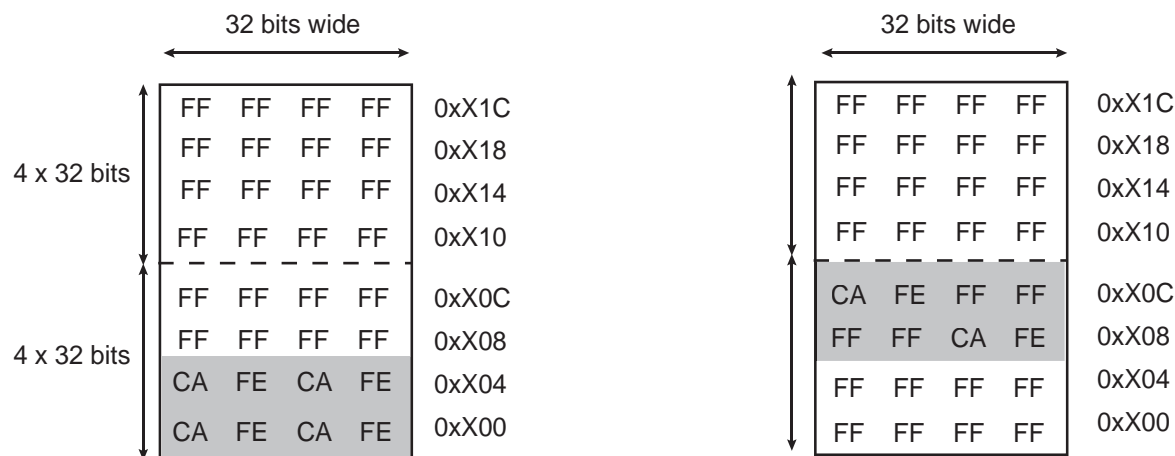 32 bits wide
4 x 32 bits
4 x 32 bits
FF FF FF FF 0xX1C
FF FF FF FF 0xX18
FF FF FF FF 0xX14
FF FF FF FF 0xX10
FF FF FF FF 0xX0C
FF FF FF FF 0xX08
CA FE CA FE 0xX04
CA FE CA FE 0xX00
32 bits wide
FF FF FF FF 0xX1C
FF FF FF FF 0xX18
FF FF FF FF 0xX14
FF FF FF FF 0xX10
CA FE FF FF 0xX0C
FF FF CA FE 0xX08
FF FF FF FF 0xX04
FF FF FF FF 0xX00